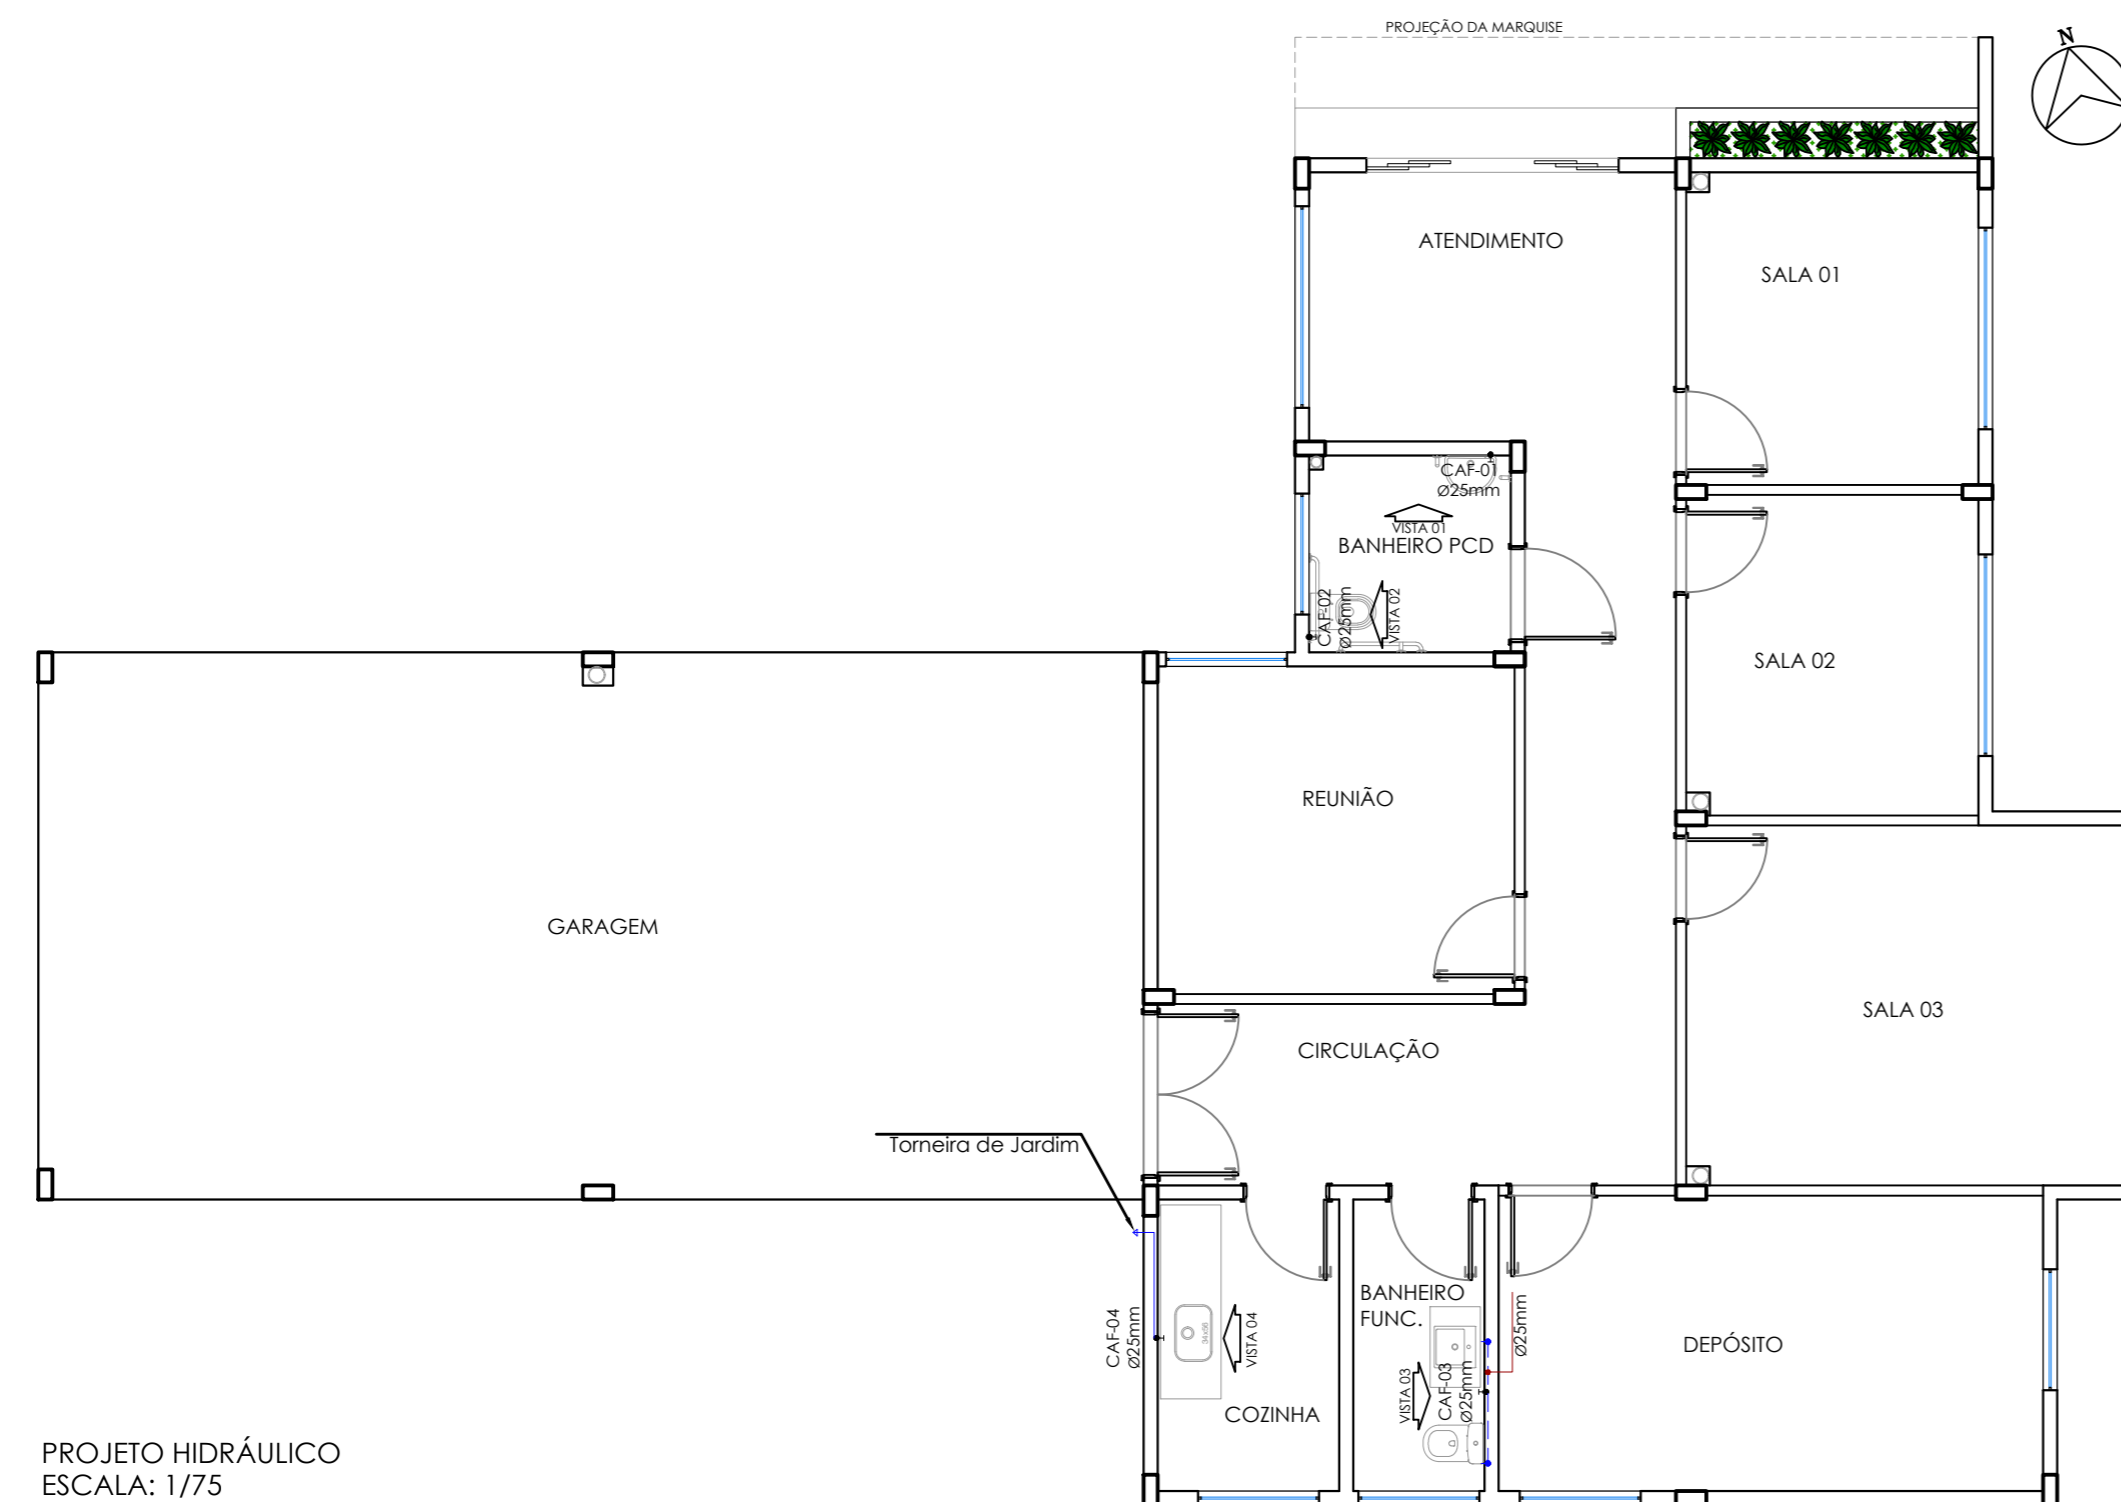 PROJEÇÃO DA MARQUISE
N
ATENDIMENTO
SALA 01
CAF-01
Ø25mm
VISTA 01
BANHEIRO PCD
CAF-02
Ø25mm
VISTA 02
SALA 02
REUNIÃO
GARAGEM
SALA 03
CIRCULAÇÃO
Torneira de Jardim
CAF-04
Ø25mm
34x56
VISTA 04
BANHEIRO
FUNC.
Ø25mm
DEPÓSITO
VISTA 03
CAF-03
Ø25mm
COZINHA
PROJETO HIDRÁULICO
ESCALA: 1/75